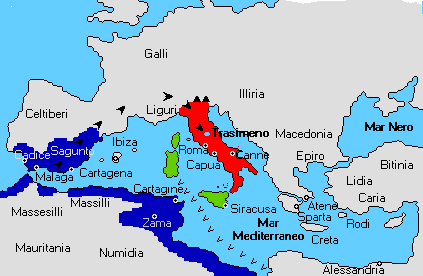 Galli
Illiria
Celtiberi
Liguri
Trasimeno
Mar Nero
Macedonia
Sagunto
Ibiza
Roma
Gadice
Capua
Canne
Epiro
Bitinia
Malaga
Cartagena
Lidia
Massilli
Cartagine
Caria
Massesilli
Siracusa
Atene
Sparta
Zama
Mar
Mediterraneo
Rodi
Creta
Mauritania
Numidia
Alessandria